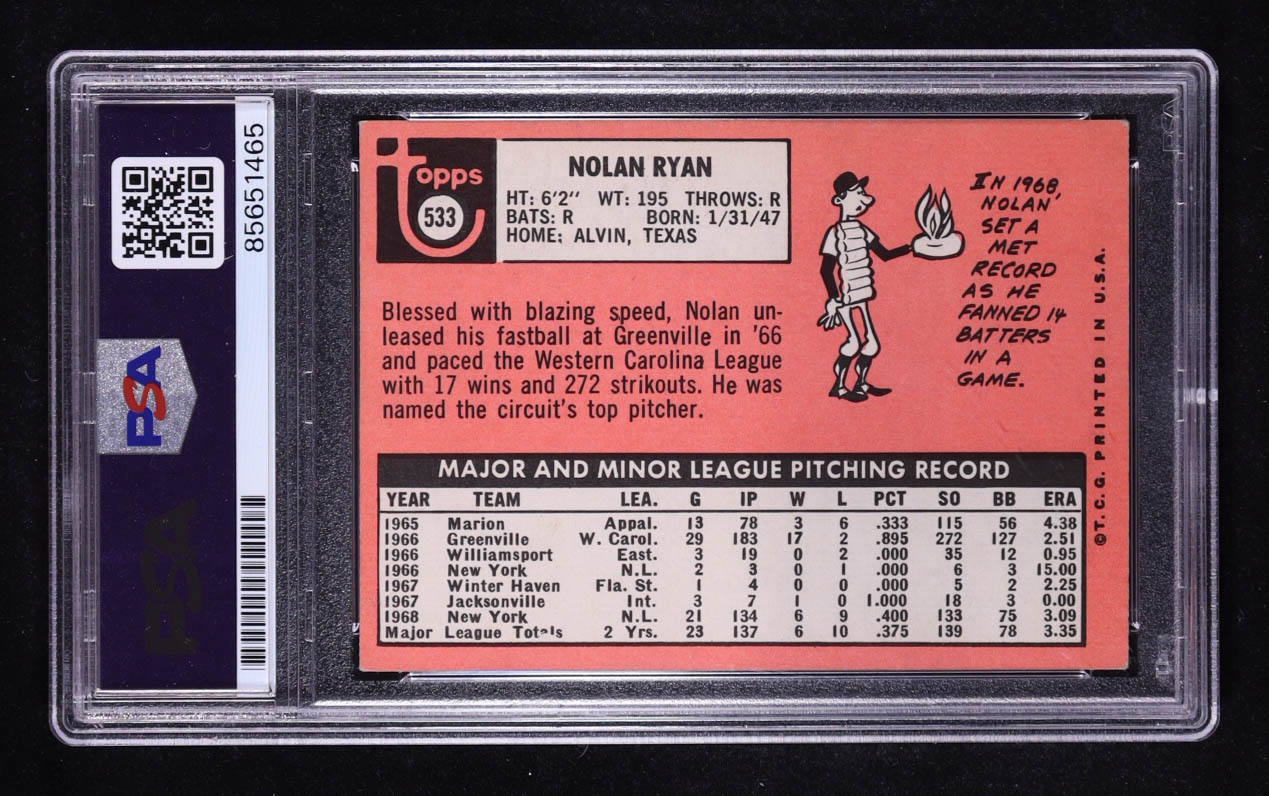 85651465
PSA
PSA
Topps
533
NOLAN RYAN
HT: 6'2" WT: 195 THROWS: R
BATS: R BORN: 1/31/47
HOME: ALVIN, TEXAS
Blessed with blazing speed, Nolan un-
leased his fastball at Greenville in '66
and paced the Western Carolina League
with 17 wins and 272 strikouts. He was
named the circuit's top pitcher.
IN 1968,
NOLAN
SET A
MET
RECORD
AS HE
FANNED 14
BATTERS
IN A
GAME.
©T. C. G. PRINTED IN U.S.A.
MAJOR AND MINOR LEAGUE PITCHING RECORD
YEAR TEAM LEA. G IP W L PCT SO BB ERA
1965 Marion Appal. 13 78 3 6 .333 115 56 4.38
1966 Greenville W. Carol. 29 183 17 2 .895 272 127 2.51
1966 Williamsport East. 3 19 0 2 .000 35 12 0.95
1966 New York N.L. 2 3 0 1 .000 6 3 15.00
1967 Winter Haven Fla. St. 1 4 0 0 .000 5 2 2.25
1967 Jacksonville Int. 3 7 1 0 1.000 18 3 0.00
1968 New York N.L. 21 134 6 9 .400 133 75 3.09
Major League Totals 2 Yrs. 23 137 6 10 .375 139 78 3.35